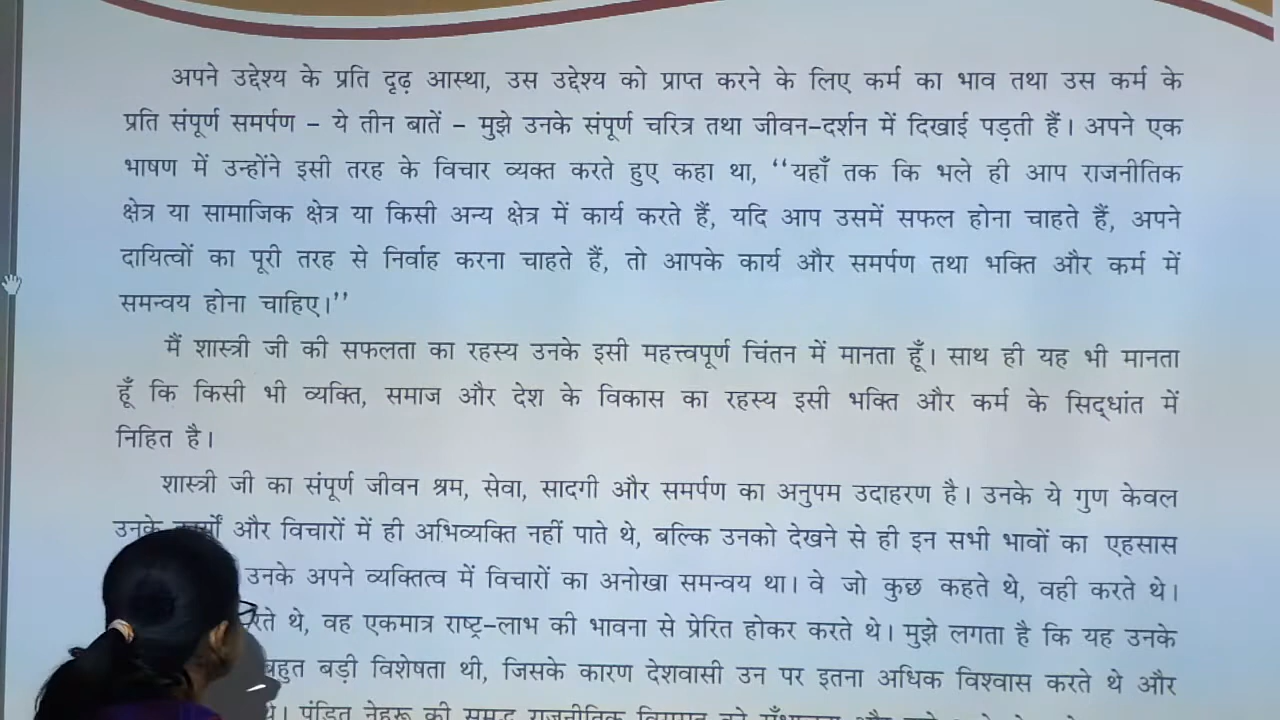 अपने उद्देश्य के प्रति दृढ़ आस्था, उस उद्देश्य को प्राप्त करने के लिए कर्म का भाव तथा उस कर्म के
प्रति संपूर्ण समर्पण – ये तीन बातें – मुझे उनके संपूर्ण चरित्र तथा जीवन-दर्शन में दिखाई पड़ती हैं। अपने एक
भाषण में उन्होंने इसी तरह के विचार व्यक्त करते हुए कहा था, “यहाँ तक कि भले ही आप राजनीतिक
क्षेत्र या सामाजिक क्षेत्र या किसी अन्य क्षेत्र में कार्य करते हैं, यदि आप उसमें सफल होना चाहते हैं, अपने
दायित्वों का पूरी तरह से निर्वाह करना चाहते हैं, तो आपके कार्य और समर्पण तथा भक्ति और कर्म में
समन्वय होना चाहिए।”
मैं शास्त्री जी की सफलता का रहस्य उनके इसी महत्त्वपूर्ण चिंतन में मानता हूँ। साथ ही यह भी मानता
हूँ कि किसी भी व्यक्ति, समाज और देश के विकास का रहस्य इसी भक्ति और कर्म के सिद्धांत में
निहित है।
शास्त्री जी का संपूर्ण जीवन श्रम, सेवा, सादगी और समर्पण का अनुपम उदाहरण है। उनके ये गुण केवल
उनके और विचारों में ही अभिव्यक्ति नहीं पाते थे, बल्कि उनको देखने से ही इन सभी भावों का एहसास
उनके अपने व्यक्तित्व में विचारों का अनोखा समन्वय था। वे जो कुछ कहते थे, वही करते थे।
थे, वह एकमात्र राष्ट्र-लाभ की भावना से प्रेरित होकर करते थे। मुझे लगता है कि यह उनके
बहुत बड़ी विशेषता थी, जिसके कारण देशवासी उन पर इतना अधिक विश्वास करते थे और
पंडित नेहरू की